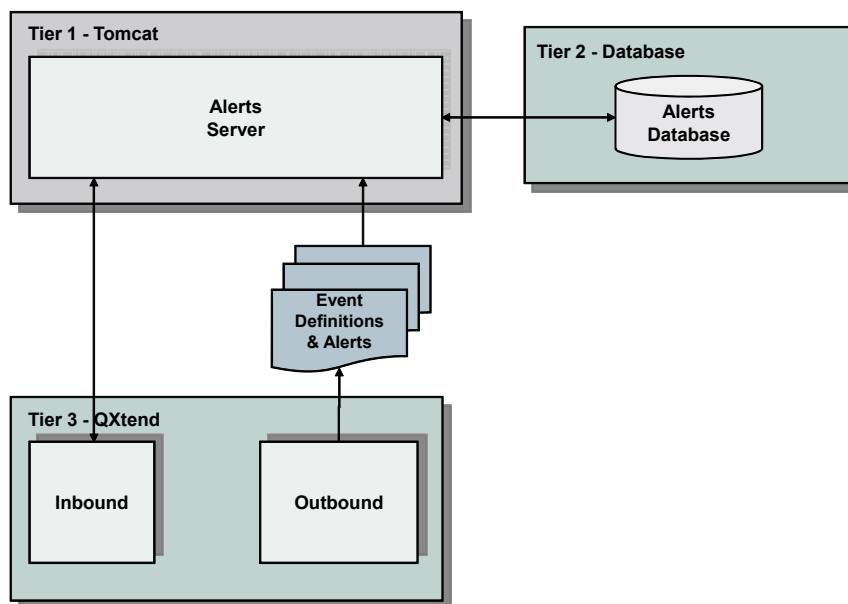 Tier 1 - Tomcat
Alerts
Server
Tier 2 - Database
Alerts
Database
Event
Definitions
& Alerts
Tier 3 - QXtend
Inbound
Outbound